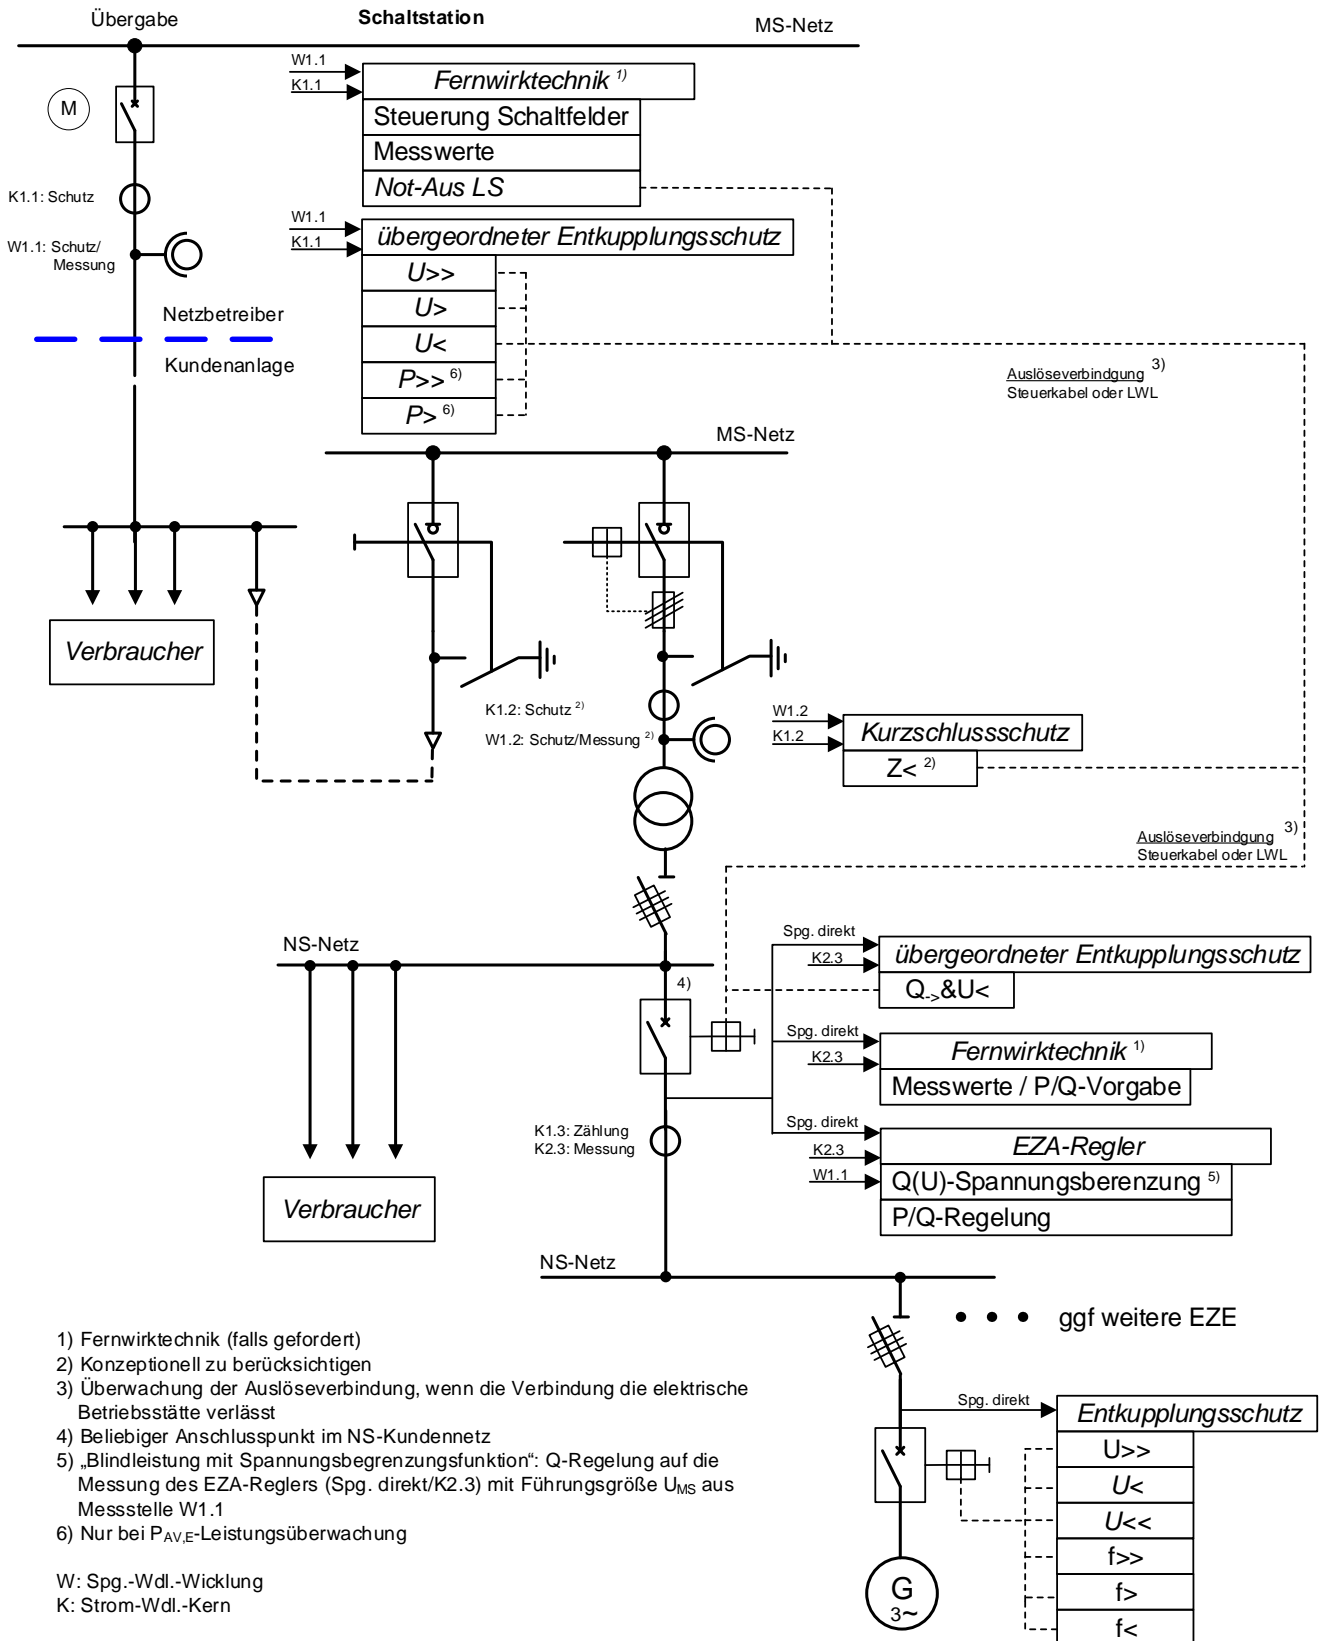 Übergabe
Schaltstation
MS-Netz
M
W1.1
K1.1
Fernwirktechnik 1)
Steuerung Schaltfelder
Messwerte
Not-Aus LS
K1.1: Schutz
W1.1: Schutz/
Messung
W1.1
K1.1
übergeordneter Entkupplungsschutz
U>>
U>
U<
P>> 6)
P> 6)
Netzbetreiber
Kundenanlage
Auslöseverbindgung 3)
Steuerkabel oder LWL
MS-Netz
Verbraucher
K1.2: Schutz 2)
W1.2: Schutz/Messung 2)
W1.2
K1.2
Kurzschlussschutz
Z< 2)
Auslöseverbindgung 3)
Steuerkabel oder LWL
NS-Netz
4)
Spg. direkt
K2.3
übergeordneter Entkupplungsschutz
Q->&U<
Spg. direkt
K2.3
Fernwirktechnik 1)
Messwerte / P/Q-Vorgabe
K1.3: Zählung
K2.3: Messung
Spg. direkt
K2.3
W1.1
EZA-Regler
Q(U)-Spannungsberenzung 5)
P/Q-Regelung
Verbraucher
NS-Netz
ggf weitere EZE
Spg. direkt
Entkupplungsschutz
U>>
U<
U<<
f>>
f>
f<
G
3~
1) Fernwirktechnik (falls gefordert)
2) Konzeptionell zu berücksichtigen
3) Überwachung der Auslöseverbindung, wenn die Verbindung die elektrische
Betriebsstätte verlässt
4) Beliebiger Anschlusspunkt im NS-Kundennetz
5) „Blindleistung mit Spannungsbegrenzungsfunktion“: Q-Regelung auf die
Messung des EZA-Reglers (Spg. direkt/K2.3) mit Führungsgröße UMS aus
Messstelle W1.1
6) Nur bei PAV,E-Leistungsüberwachung
W: Spg.-Wdl.-Wicklung
K: Strom-Wdl.-Kern